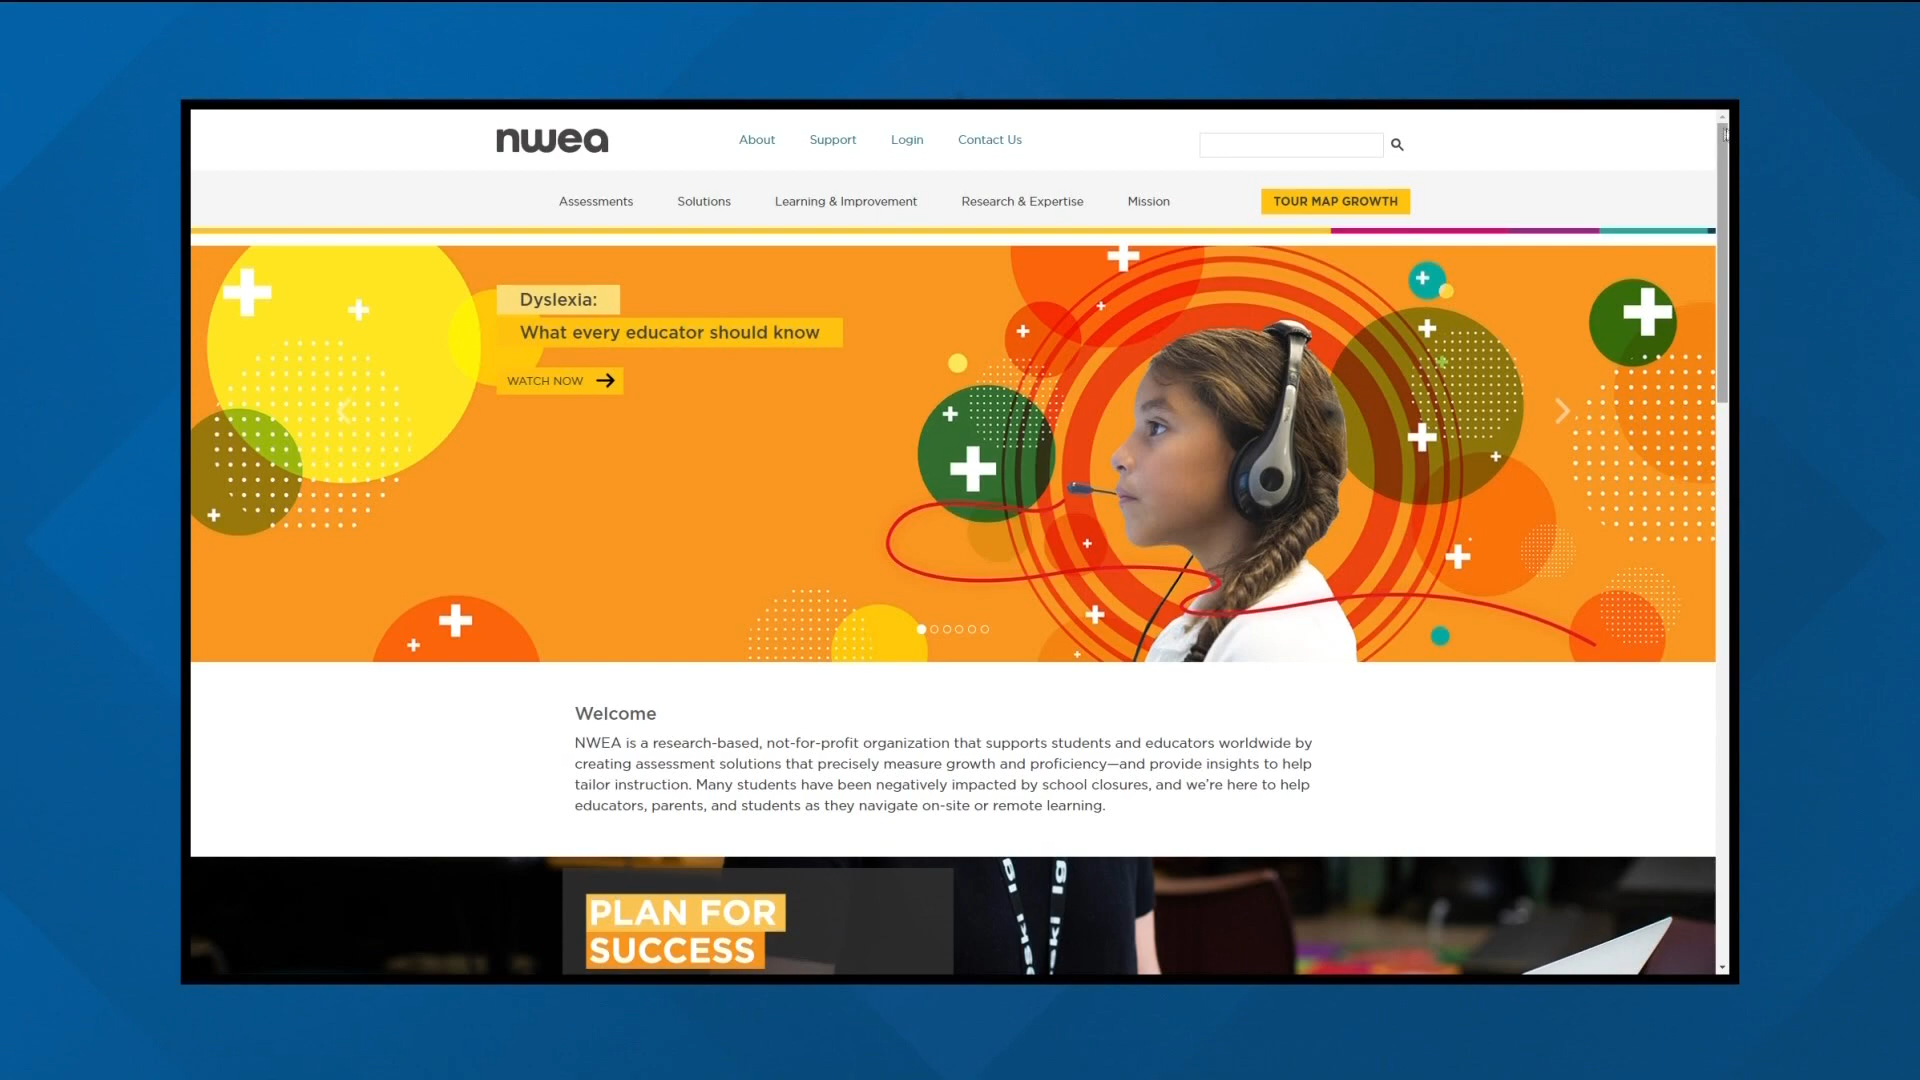 nwea
About Support Login Contact Us
Assessments Solutions Learning & Improvement Research & Expertise Mission TOUR MAP GROWTH
Dyslexia:
What every educator should know
WATCH NOW
Welcome
NWEA is a research-based, not-for-profit organization that supports students and educators worldwide by
creating assessment solutions that precisely measure growth and proficiency—and provide insights to help
tailor instruction. Many students have been negatively impacted by school closures, and we're here to help
educators, parents, and students as they navigate on-site or remote learning.
PLAN FOR
SUCCESS